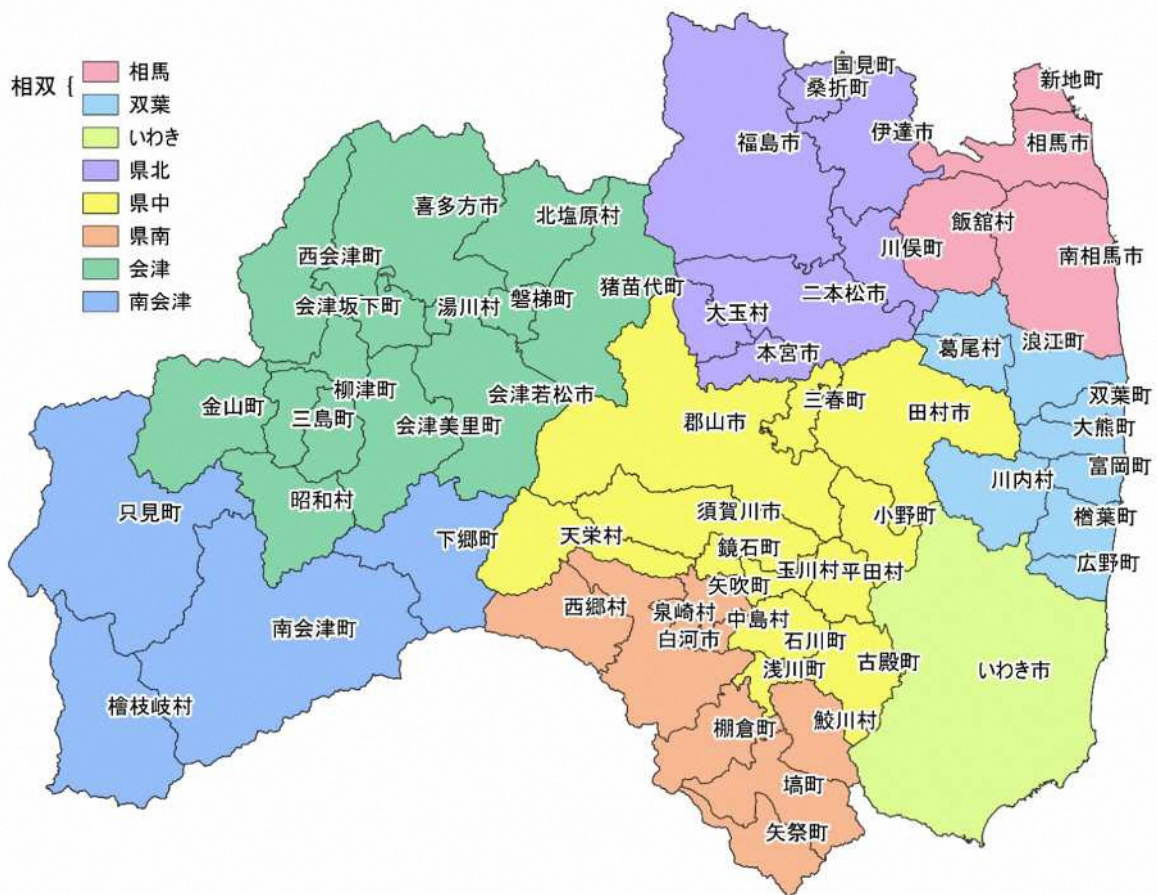 相双 {
相馬
双葉
いわき
県北
県中
県南
会津
南会津
国見町
桑折町
新地町
伊達市
福島市
相馬市
喜多方市
北塩原村
飯舘村
川俣町
西会津町
南相馬市
猪苗代町
二本松市
会津坂下町
湯川村
磐梯町
大玉村
浪江町
葛尾村
本宮市
柳津町
会津若松市
双葉町
金山町
三島町
三春町
田村市
会津美里町
郡山市
大熊町
富岡町
川内村
昭和村
只見町
須賀川市
小野町
楢葉町
下郷町
天栄村
鏡石町
広野町
玉川村
平田村
矢吹町
西郷村
泉崎村
中島村
南会津町
白河市
石川町
古殿町
浅川町
いわき市
檜枝岐村
鮫川村
棚倉町
塙町
矢祭町